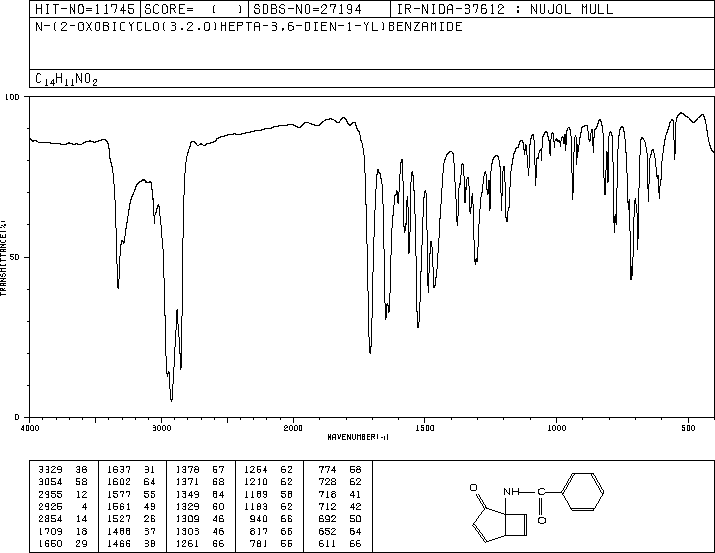 HIT-NO=11745 SCORE= ( ) SDBS-NO=27194 IR-NIDA-37612 : NUJOL MULL
N-(2-OXOBICYCLO(3.2.0)HEPTA-3,6-DIEN-1-YL)BENZAMIDE
C14H11NO2
100
50
0
TRANSMITTANCE(%)
4000 3000 2000 1500 1000 500
WAVENUMBER(-1)
3329 38 1637 31 1378 57 1254 62 774 58
3054 58 1602 64 1371 68 1210 62 728 62
2955 12 1577 55 1349 64 1189 58 718 41
2925 4 1561 49 1329 60 1183 62 712 42
2854 14 1527 26 1309 46 940 66 692 50
1709 18 1488 37 1303 46 817 66 652 64
1650 29 1466 38 1261 66 781 55 611 66
O
NH C
O